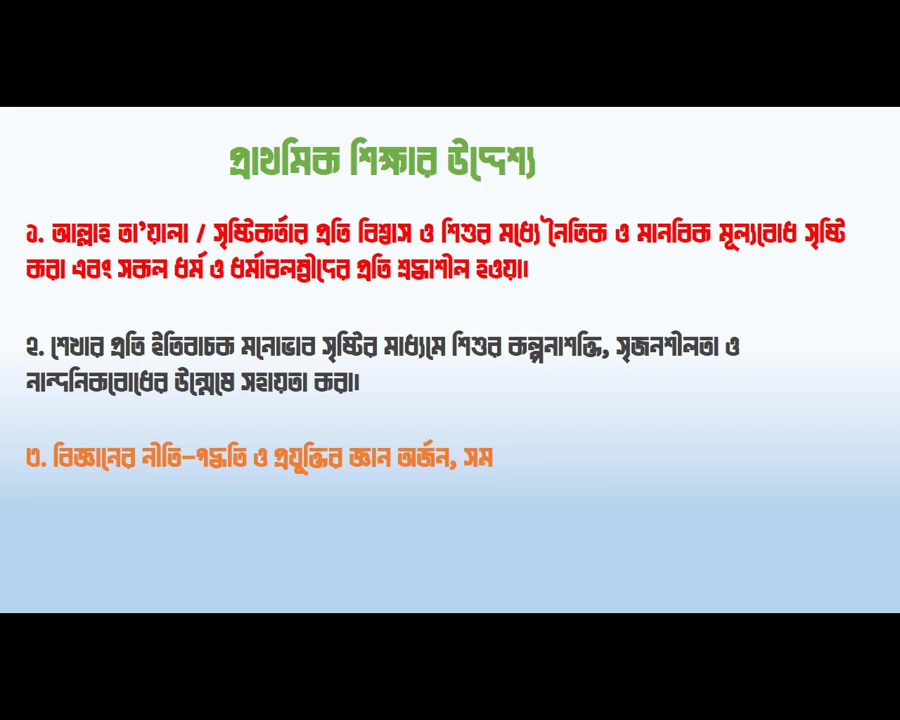 প্রাথমিক শিক্ষার উদ্দেশ্য
১. আল্লাহ তা’য়ালা / সৃষ্টিকর্তার প্রতি বিশ্বাস ও শিশুর মধ্যে নৈতিক ও মানবিক মূল্যবোধ সৃষ্টি
করা এবং সকল ধর্ম ও ধর্মাবলম্বীদের প্রতি শ্রদ্ধাশীল হওয়া।
২. শেখার প্রতি ইতিবাচক মনোভাব সৃষ্টির মাধ্যমে শিশুর কল্পনাশক্তি, সৃজনশীলতা ও
নান্দনিকবোধের উন্মেষে সহায়তা করা।
৩. বিজ্ঞানের নীতি-পদ্ধতি ও প্রযুক্তির জ্ঞান অর্জন, সম